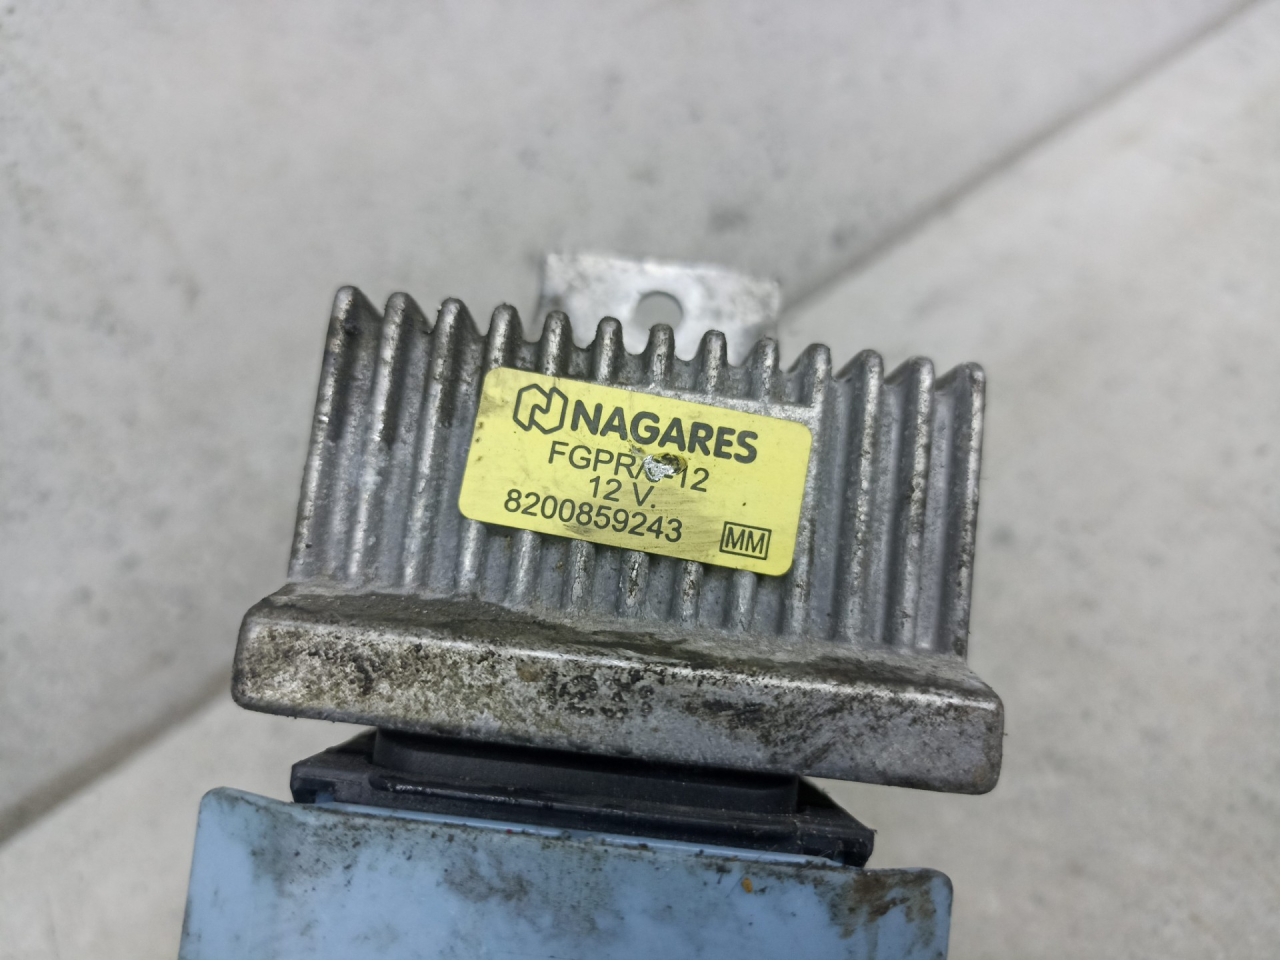 NAGARES
12 V.
8200859243
MM